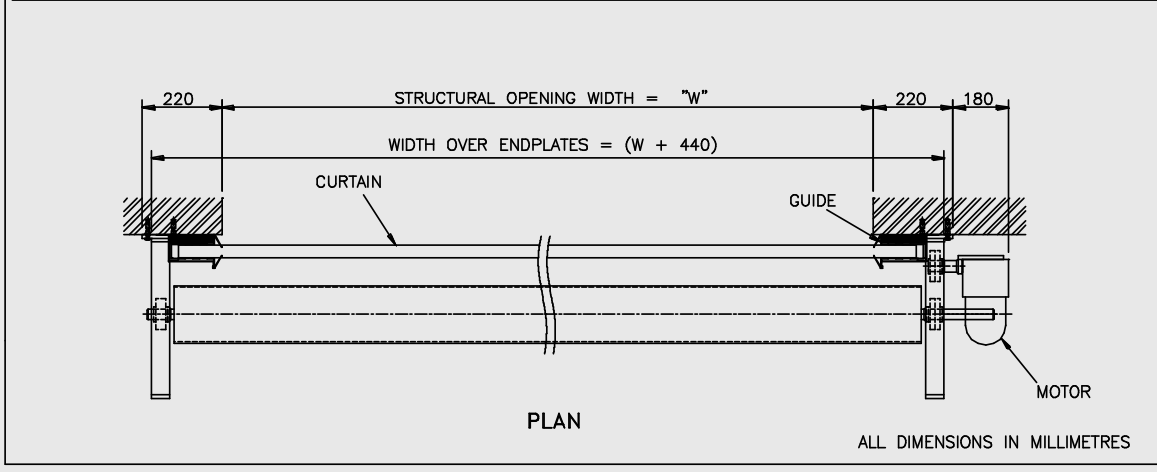 220 STRUCTURAL OPENING WIDTH = "W" 220 180
WIDTH OVER ENDPLATES = (W + 440)
CURTAIN
GUIDE
MOTOR
PLAN
ALL DIMENSIONS IN MILLIMETRES